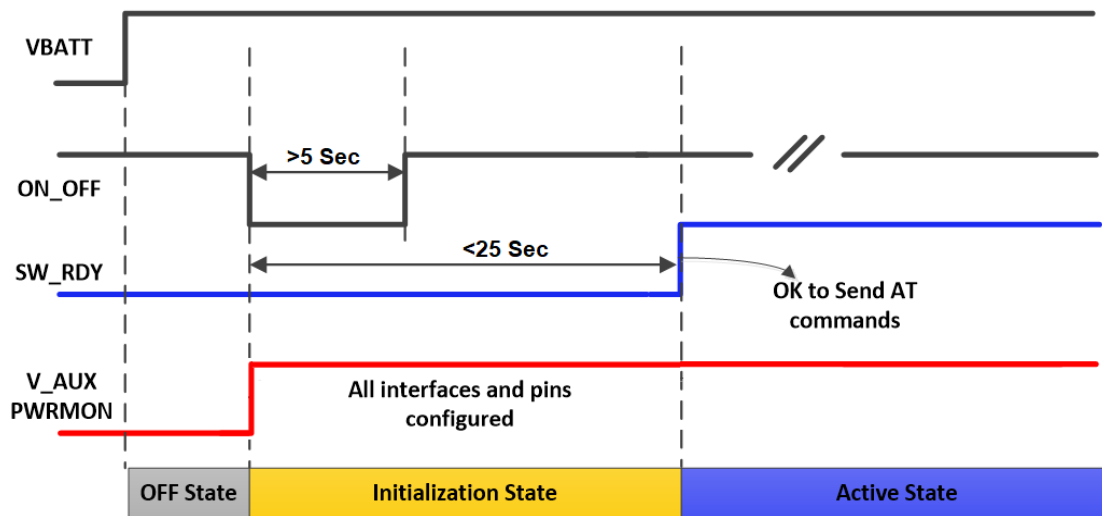 VBATT
>5 Sec
ON_OFF
<25 Sec
SW_RDY
OK to Send AT
commands
V_AUX
PWRMON
All interfaces and pins
configured
OFF State
Initialization State
Active State